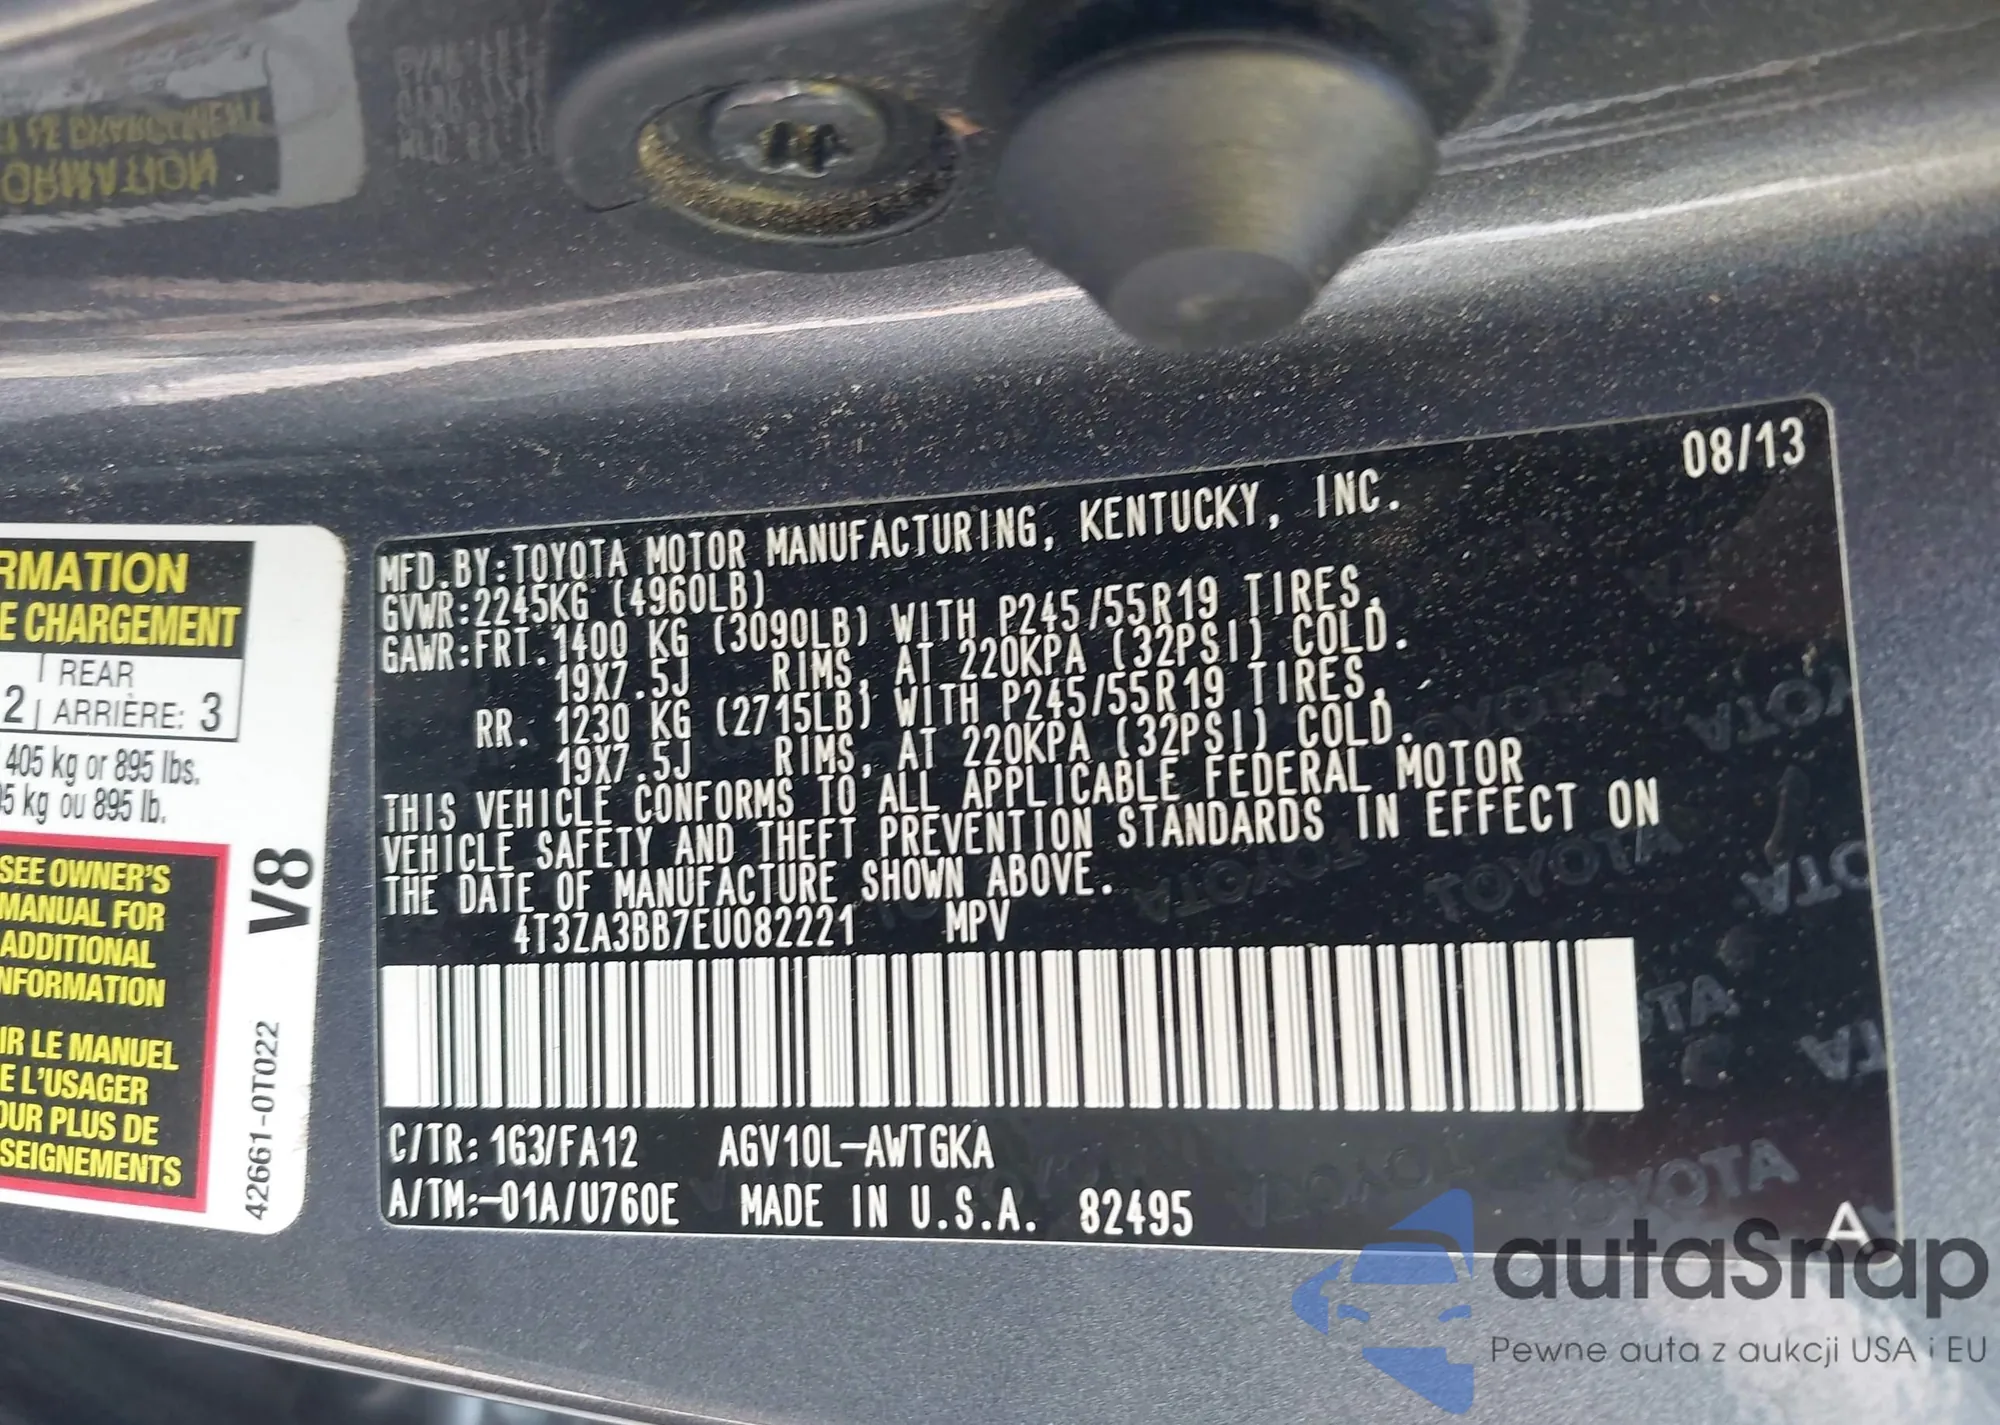 RMATION
E CHARGEMENT
REAR
2 ARRIÈRE: 3
405 kg or 895 lbs.
5 kg ou 895 lb.
SEE OWNER'S
MANUAL FOR
ADDITIONAL
NFORMATION
IR LE MANUEL
E L'USAGER
OUR PLUS DE
SEIGNEMENTS
V8
42661-0T022
08/13
MFD.BY:TOYOTA MOTOR MANUFACTURING, KENTUCKY, INC.
GVWR:2245KG (4960LB)
GAWR:FRT.1400 KG (3090LB) WITH P245/55R19 TIRES,
19X7.5J RIMS, AT 220KPA (32PSI) COLD.
RR. 1230 KG (2715LB) WITH P245/55R19 TIRES,
19X7.5J RIMS, AT 220KPA (32PSI) COLD.
THIS VEHICLE CONFORMS TO ALL APPLICABLE FEDERAL MOTOR
VEHICLE SAFETY AND THEFT PREVENTION STANDARDS IN EFFECT ON
THE DATE OF MANUFACTURE SHOWN ABOVE.
4T3ZA3BB7EU082221 MPV
C/TR: 1G3/FA12 AGV10L-AWTGKA
A/TM:-01A/U760E MADE IN U.S.A. 82495
A
autaSnap
Pewne auta z aukcji USA i EU